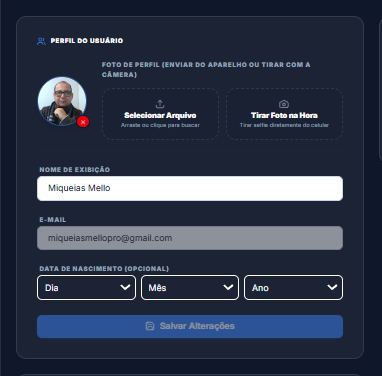 PERFIL DO USUÁRIO
FOTO DE PERFIL (ENVIAR DO APARELHO OU TIRAR COM A
CÂMERA)
Selecionar Arquivo
Arraste ou clique para buscar
Tirar Foto na Hora
Tirar selfie diretamente do celular
NOME DE EXIBIÇÃO
Miqueias Mello
E-MAIL
miqueiasmellopro@gmail.com
DATA DE NASCIMENTO (OPCIONAL)
Dia
Mês
Ano
Salvar Alterações